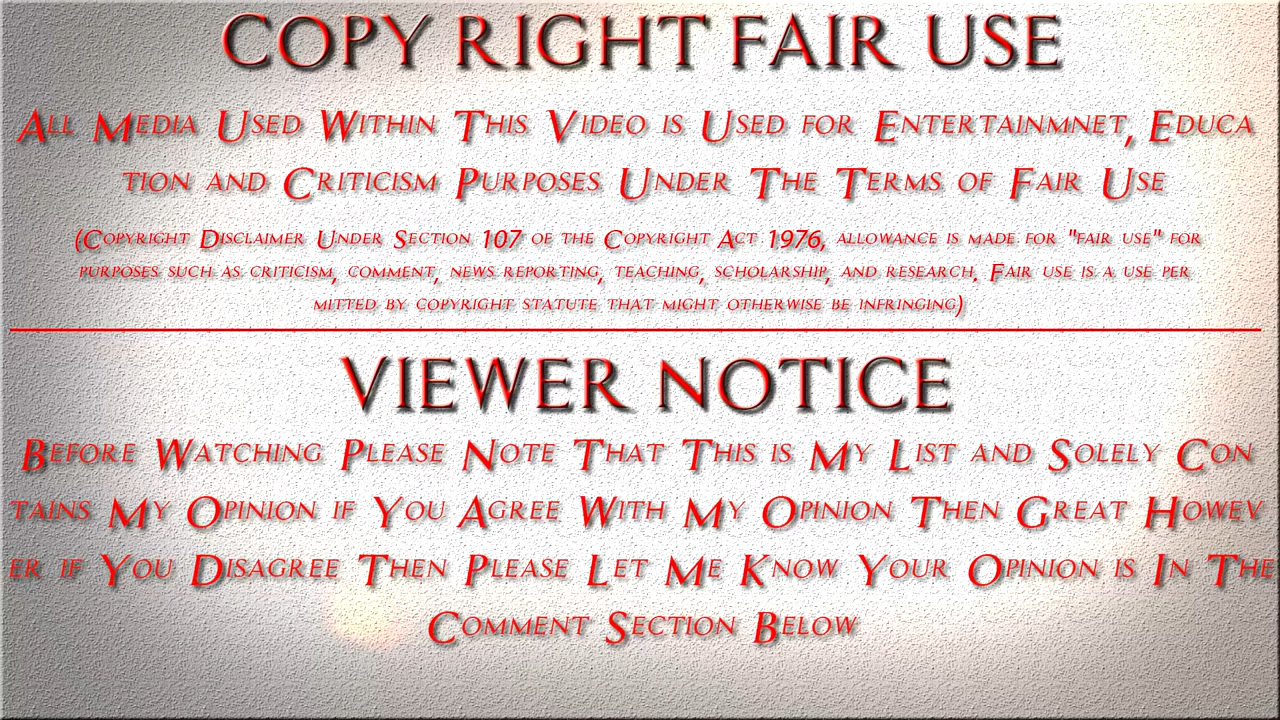 COPY RIGHT FAIR USE
All Media Used Within This Video is Used for Entertainmnet, Educa
tion and Criticism Purposes Under The Terms of Fair Use
(Copyright Disclaimer Under Section 107 of the Copyright Act 1976, allowance is made for "fair use" for
purposes such as criticism, comment, news reporting, teaching, scholarship, and research. Fair use is a use per
mitted by copyright statute that might otherwise be infringing)
VIEWER NOTICE
Before Watching Please Note That This is My List and Solely Con
tains My Opinion if You Agree With My Opinion Then Great Howev
er if You Disagree Then Please Let Me Know Your Opinion is In The
Comment Section Below